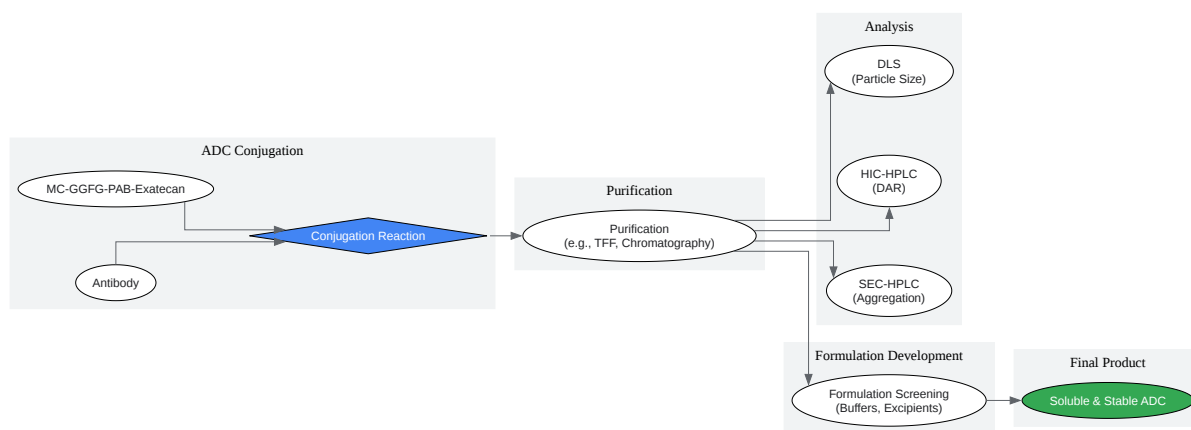 ADC Conjugation
MC-GGFG-PAB-Exatecan
Antibody
Conjugation Reaction
Purification
Purification
(e.g., TFF, Chromatography)
Analysis
DLS
(Particle Size)
HIC-HPLC
(DAR)
SEC-HPLC
(Aggregation)
Formulation Development
Formulation Screening
(Buffers, Excipients)
Final Product
Soluble & Stable ADC